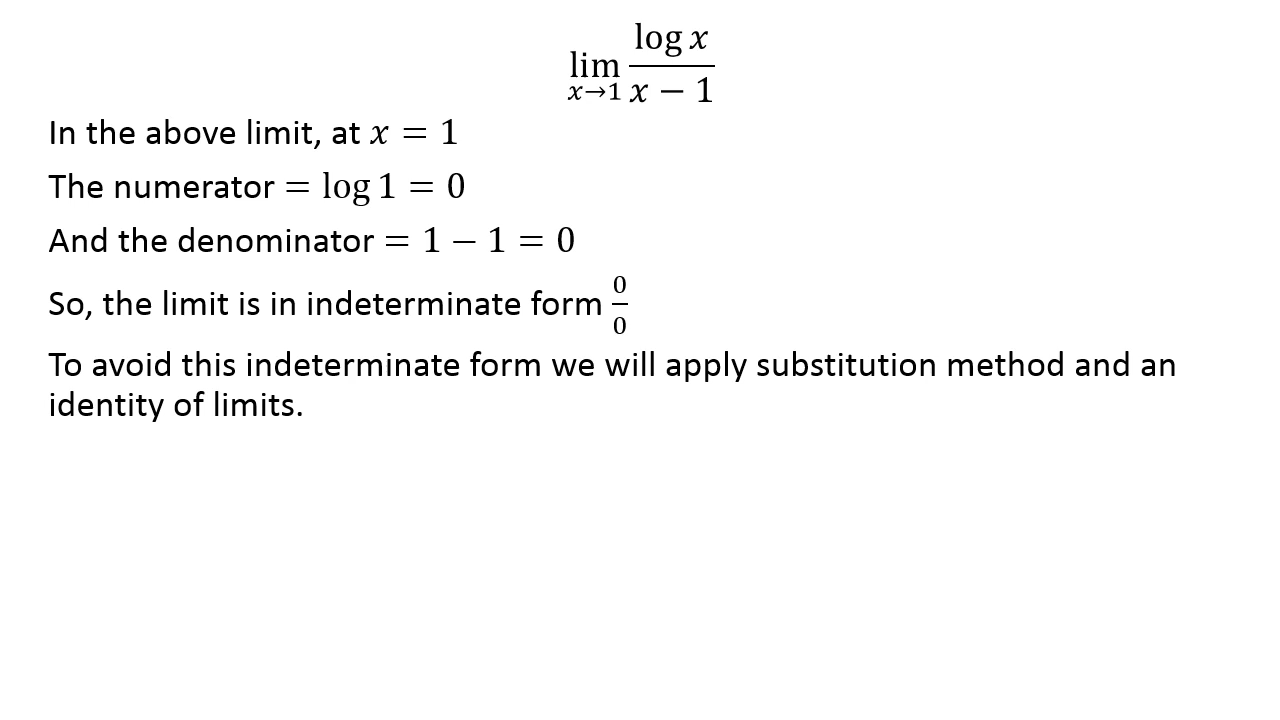 lim x→1 log x / x − 1
In the above limit, at x = 1
The numerator = log 1 = 0
And the denominator = 1 − 1 = 0
So, the limit is in indeterminate form 0/0
To avoid this indeterminate form we will apply substitution method and an
identity of limits.